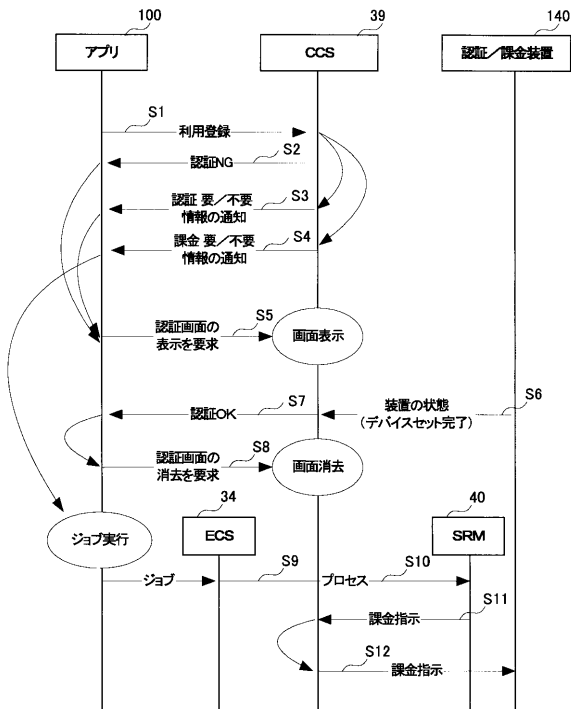 100
39
140
アプリ
CCS
認証／課金装置
S1
利用登録
S2
認証NG
S3
認証 要／不要
情報の通知
S4
課金 要／不要
情報の通知
S5
認証画面の
表示を要求
画面表示
S6
装置の状態
(デバイスセット完了)
S7
認証OK
S8
認証画面の
消去を要求
画面消去
34
40
ジョブ実行
ECS
SRM
ジョブ
S9
プロセス
S10
S11
課金指示
S12
課金指示